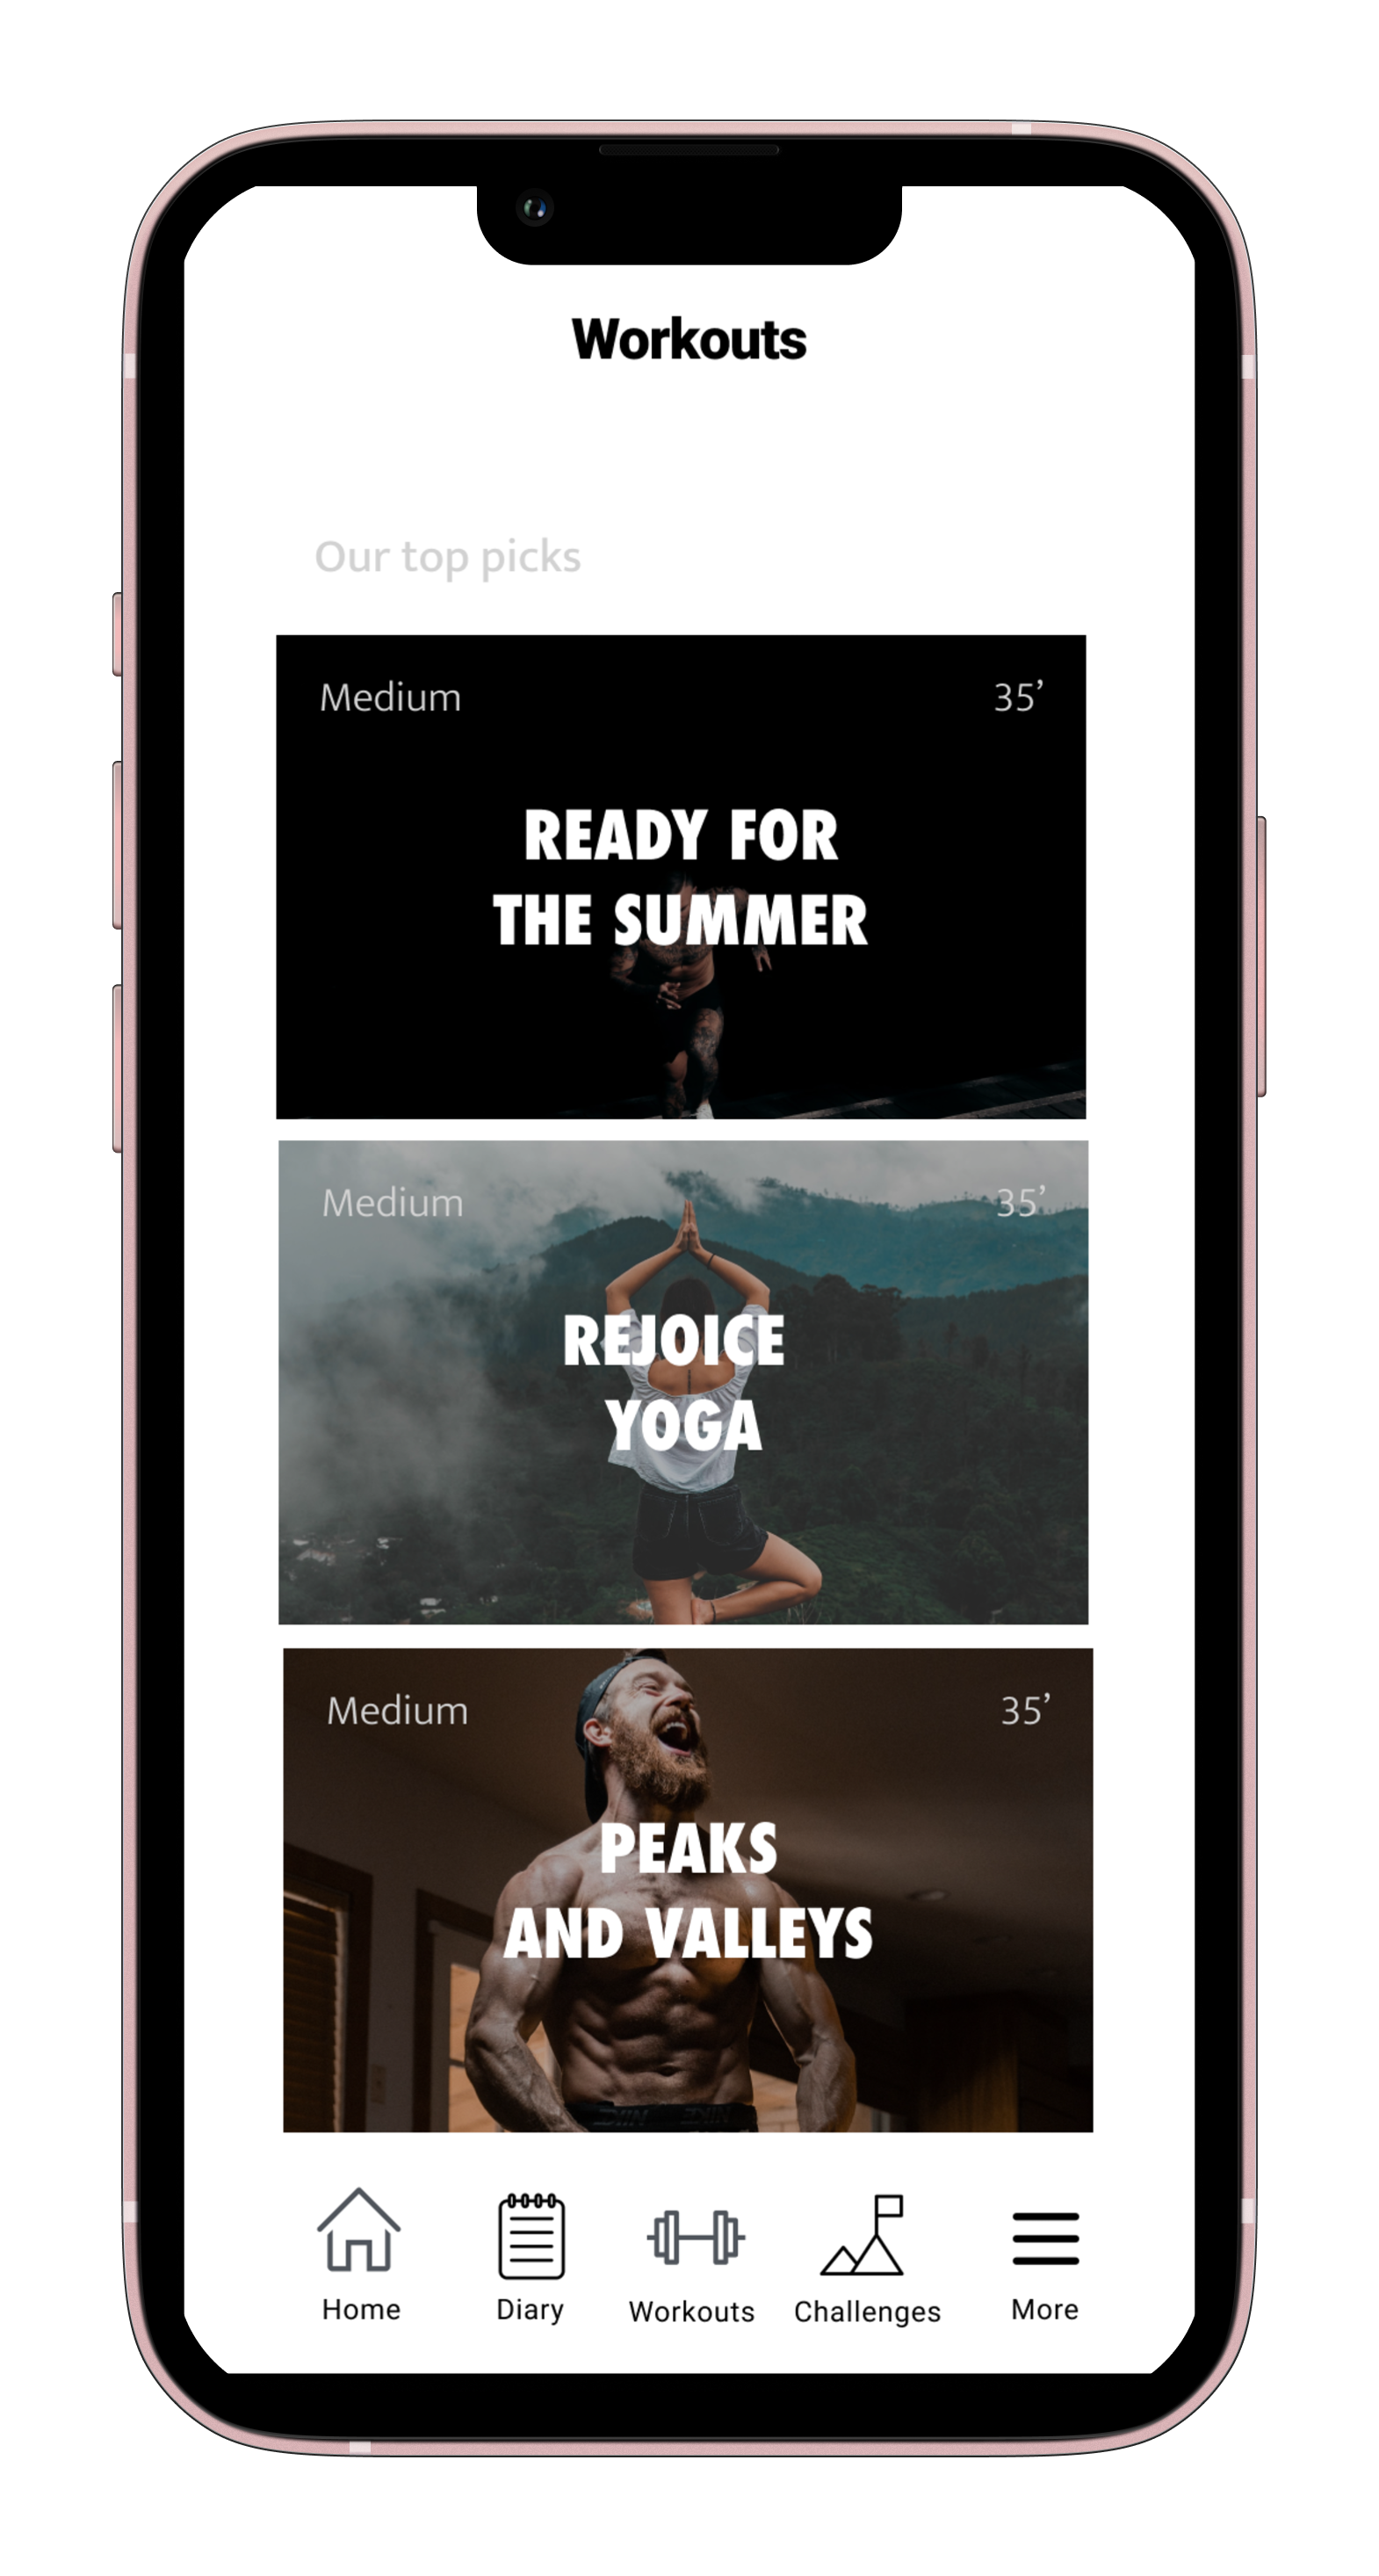 Workouts
Our top picks
Medium 35’
READY FOR
THE SUMMER
Medium 35’
REJOICE
YOGA
Medium 35’
PEAKS
AND VALLEYS
Home Diary Workouts Challenges More